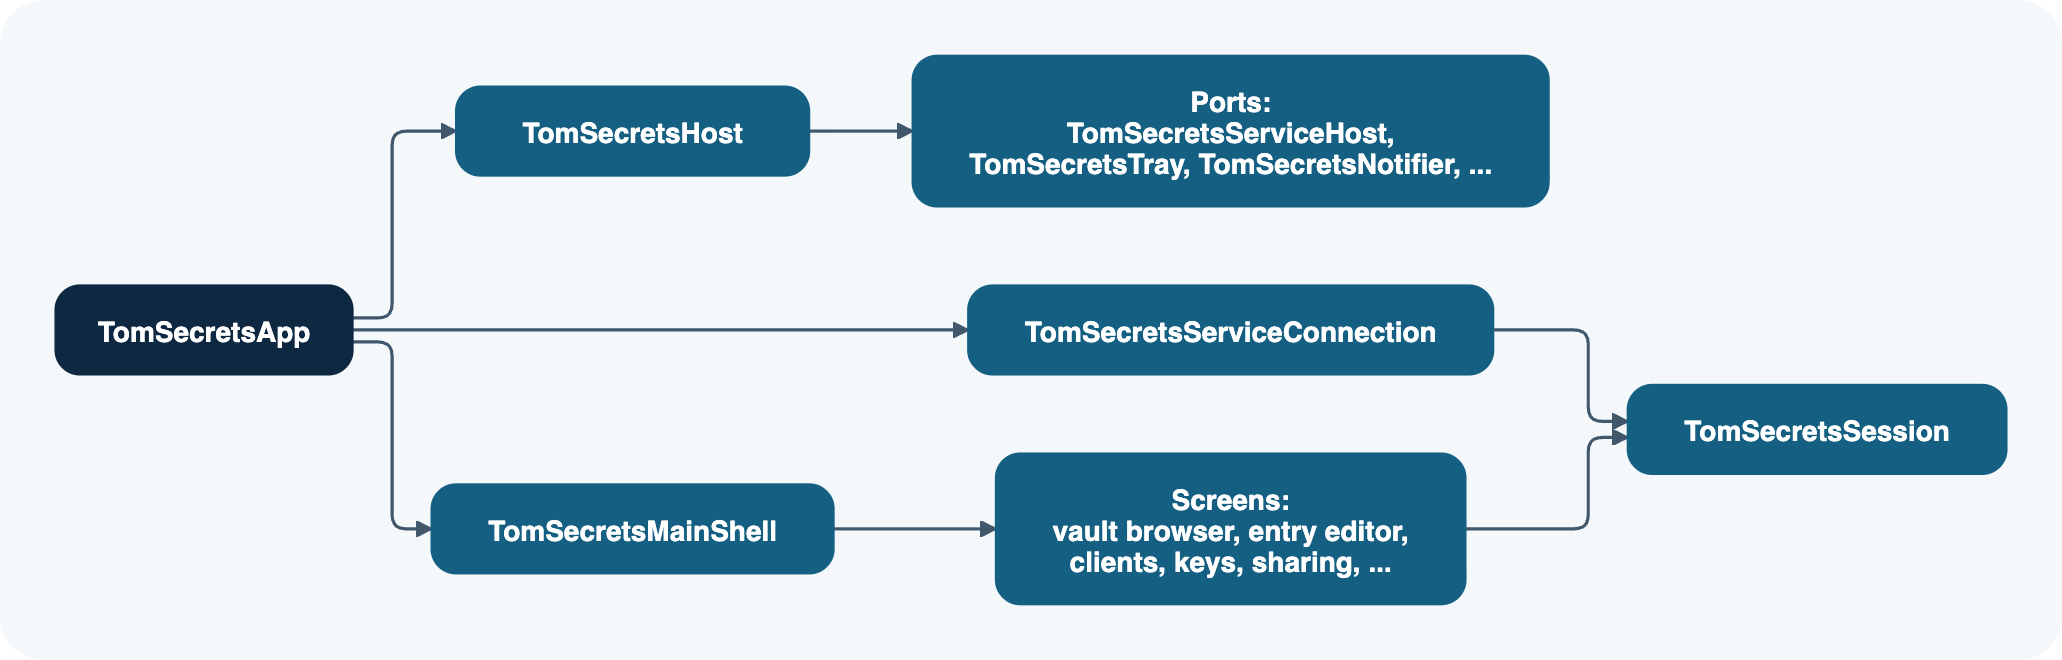 TomSecretsHost
Ports:
TomSecretsServiceHost,
TomSecretsTray, TomSecretsNotifier, ...
TomSecretsApp
TomSecretsServiceConnection
TomSecretsSession
TomSecretsMainShell
Screens:
vault browser, entry editor,
clients, keys, sharing, ...